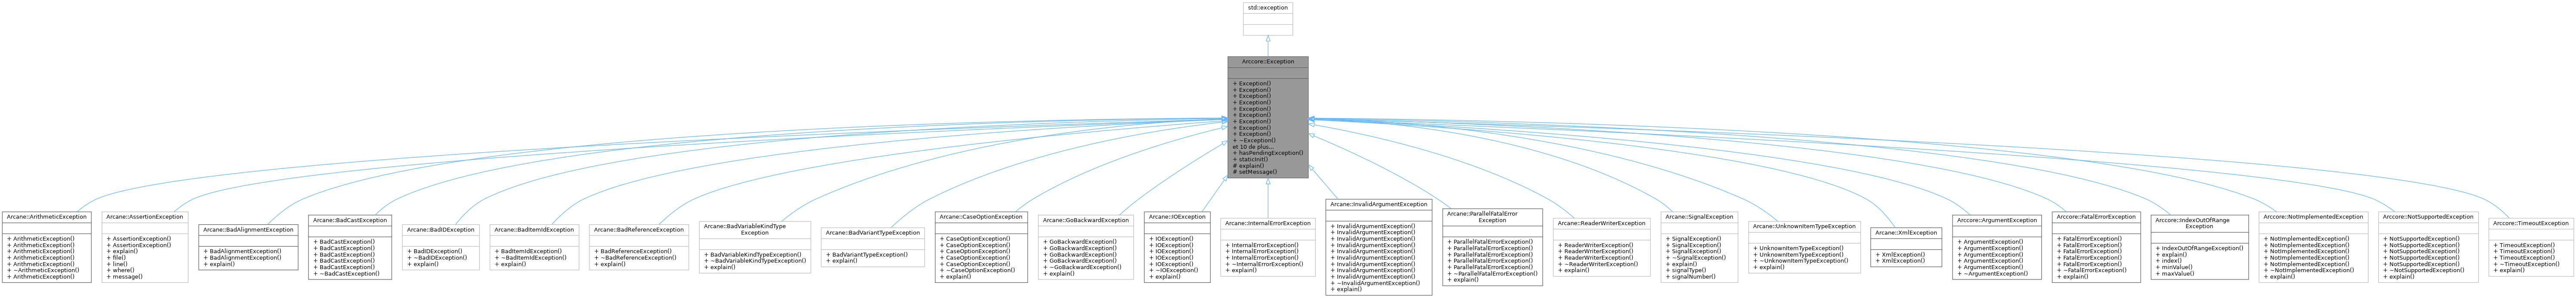 std::exception
Arccore::Exception
+ Exception()
+ Exception()
+ Exception()
+ Exception()
+ Exception()
+ Exception()
+ Exception()
+ Exception()
+ Exception()
+ ~Exception()
et 10 de plus...
+ hasPendingException()
+ staticInit()
# explain()
# setMessage()
Arcane::ArithmeticException
+ ArithmeticException()
+ ArithmeticException()
+ ArithmeticException()
+ ArithmeticException()
+ ArithmeticException()
+ ~ArithmeticException()
+ ArithmeticException()
Arcane::AssertionException
+ AssertionException()
+ AssertionException()
+ explain()
+ file()
+ line()
+ where()
+ message()
Arcane::BadAlignmentException
+ BadAlignmentException()
+ BadAlignmentException()
+ explain()
Arcane::BadCastException
+ BadCastException()
+ BadCastException()
+ BadCastException()
+ BadCastException()
+ BadCastException()
+ ~BadCastException()
Arcane::BadIDException
+ BadIDException()
+ ~BadIDException()
+ explain()
Arcane::BadItemIdException
+ BadItemIdException()
+ ~BadItemIdException()
+ explain()
Arcane::BadReferenceException
+ BadReferenceException()
+ ~BadReferenceException()
+ explain()
Arcane::BadVariableKindType
Exception
+ BadVariableKindTypeException()
+ ~BadVariableKindTypeException()
+ explain()
Arcane::BadVariantTypeException
+ BadVariantTypeException()
+ explain()
Arcane::CaseOptionException
+ CaseOptionException()
+ CaseOptionException()
+ CaseOptionException()
+ CaseOptionException()
+ CaseOptionException()
+ ~CaseOptionException()
+ explain()
Arcane::GoBackwardException
+ GoBackwardException()
+ GoBackwardException()
+ GoBackwardException()
+ GoBackwardException()
+ ~GoBackwardException()
+ explain()
Arcane::IOException
+ IOException()
+ IOException()
+ IOException()
+ IOException()
+ IOException()
+ ~IOException()
+ explain()
Arcane::InternalErrorException
+ InternalErrorException()
+ InternalErrorException()
+ InternalErrorException()
+ ~InternalErrorException()
+ explain()
Arcane::InvalidArgumentException
+ InvalidArgumentException()
+ InvalidArgumentException()
+ InvalidArgumentException()
+ InvalidArgumentException()
+ InvalidArgumentException()
+ InvalidArgumentException()
+ InvalidArgumentException()
+ InvalidArgumentException()
+ InvalidArgumentException()
+ ~InvalidArgumentException()
+ explain()
Arcane::ParallelFatalError
Exception
+ ParallelFatalErrorException()
+ ParallelFatalErrorException()
+ ParallelFatalErrorException()
+ ParallelFatalErrorException()
+ ParallelFatalErrorException()
+ ~ParallelFatalErrorException()
+ explain()
Arcane::ReaderWriterException
+ ReaderWriterException()
+ ReaderWriterException()
+ ReaderWriterException()
+ ~ReaderWriterException()
+ explain()
Arcane::SignalException
+ SignalException()
+ SignalException()
+ SignalException()
+ ~SignalException()
+ explain()
+ signalType()
+ signalNumber()
Arcane::UnknownItemTypeException
+ UnknownItemTypeException()
+ UnknownItemTypeException()
+ ~UnknownItemTypeException()
+ explain()
Arcane::XmlException
+ XmlException()
+ XmlException()
Arccore::ArgumentException
+ ArgumentException()
+ ArgumentException()
+ ArgumentException()
+ ArgumentException()
+ ArgumentException()
+ ~ArgumentException()
Arccore::FatalErrorException
+ FatalErrorException()
+ FatalErrorException()
+ FatalErrorException()
+ FatalErrorException()
+ FatalErrorException()
+ ~FatalErrorException()
+ explain()
Arccore::IndexOutOfRange
Exception
+ IndexOutOfRangeException()
+ explain()
+ index()
+ minValue()
+ maxValue()
Arccore::NotImplementedException
+ NotImplementedException()
+ NotImplementedException()
+ NotImplementedException()
+ NotImplementedException()
+ NotImplementedException()
+ ~NotImplementedException()
+ explain()
Arccore::NotSupportedException
+ NotSupportedException()
+ NotSupportedException()
+ NotSupportedException()
+ NotSupportedException()
+ NotSupportedException()
+ ~NotSupportedException()
+ explain()
Arccore::TimeoutException
+ TimeoutException()
+ TimeoutException()
+ TimeoutException()
+ ~TimeoutException()
+ explain()